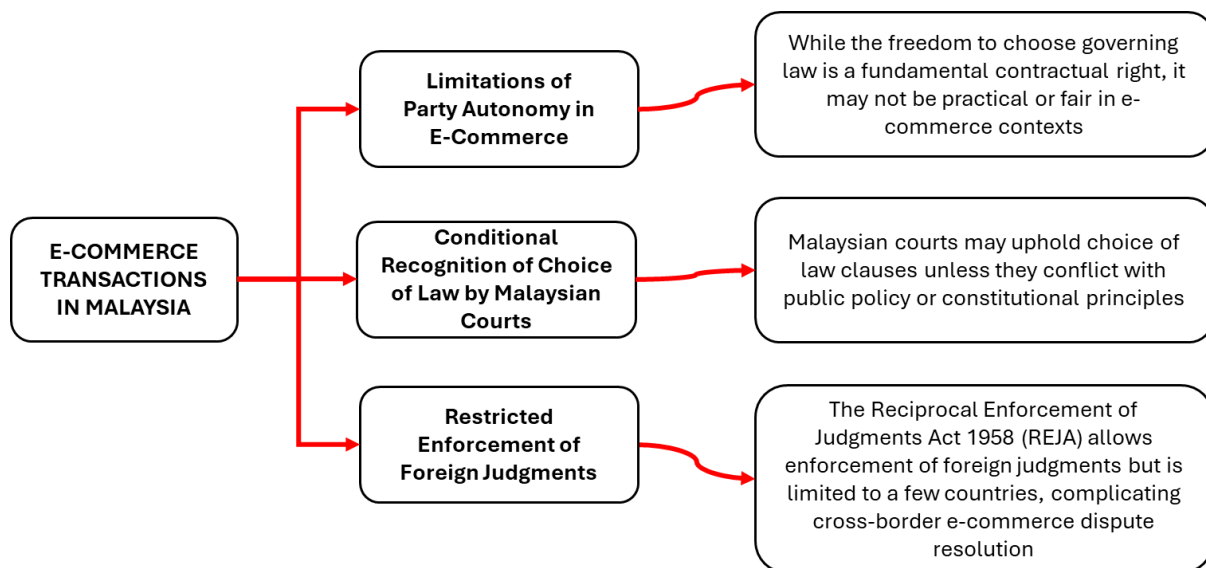 E-COMMERCE
TRANSACTIONS
IN MALAYSIA
Limitations of
Party Autonomy in
E-Commerce
While the freedom to choose governing
law is a fundamental contractual right, it
may not be practical or fair in e-
commerce contexts
Conditional
Recognition of Choice
of Law by Malaysian
Courts
Malaysian courts may uphold choice of
law clauses unless they conflict with
public policy or constitutional principles
Restricted
Enforcement of
Foreign Judgments
The Reciprocal Enforcement of
Judgments Act 1958 (REJA) allows
enforcement of foreign judgments but is
limited to a few countries, complicating
cross-border e-commerce dispute
resolution